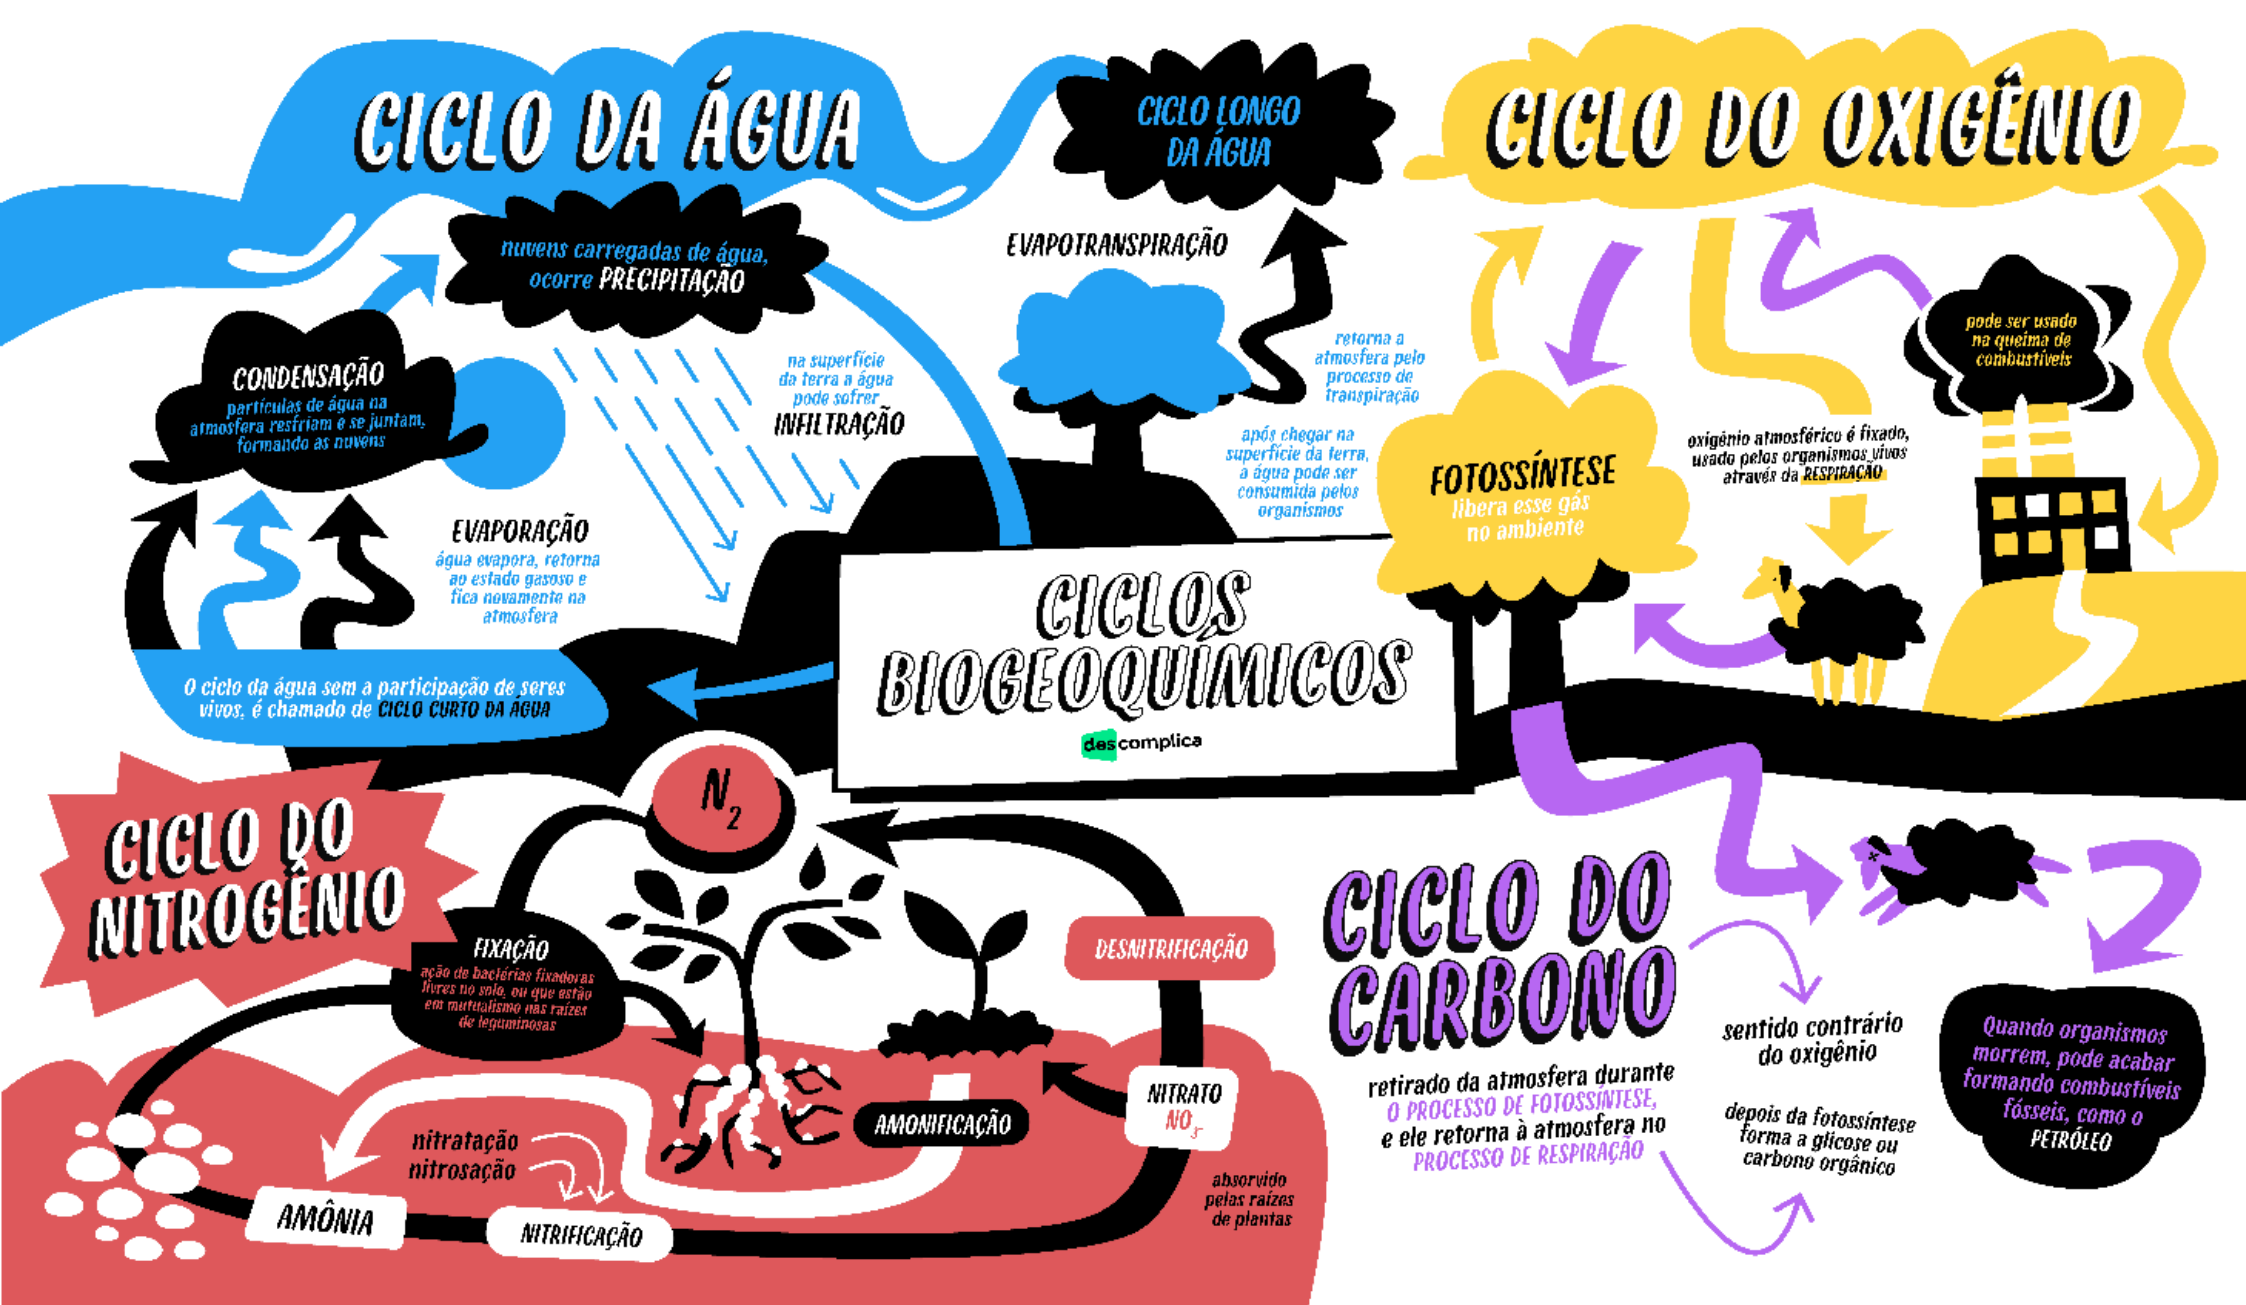 CICLO DA ÁGUA
nuvens carregadas de água,
ocorre PRECIPITAÇÃO
CONDENSAÇÃO
partículas de água na
atmosfera resfriam e se juntam,
formando as nuvens
na superfície
da terra a água
pode sofrer
INFILTRAÇÃO
EVAPORAÇÃO
água evapora, retorna
ao estado gasoso e
fica novamente na
atmosfera
O ciclo da água sem a participação de seres
vivos, é chamado de CICLO CURTO DA ÁGUA
CICLO LONGO
DA ÁGUA
EVAPOTRANSPIRAÇÃO
retorna a
atmosfera pelo
processo de
transpiração
após chegar na
superfície da terra,
a água pode ser
consumida pelos
organismos
CICLO DO OXIGÊNIO
pode ser usado
na queima de
combustíveis
FOTOSSÍNTESE
libera esse gás
no ambiente
oxigênio atmosférico é fixado,
usado pelos organismos vivos
através da RESPIRAÇÃO
CICLOS
BIOGEOQUÍMICOS
descomplica
CICLO DO
NITROGÊNIO
N2
FIXAÇÃO
ação de bactérias fixadoras
livres no solo, ou que estão
em mutualismo nas raízes
de leguminosas
DESNITRIFICAÇÃO
NITRATO
NO
AMONIFICAÇÃO
nitratação
nitrosação
AMÔNIA
NITRIFICAÇÃO
absorvido
pelas raízes
de plantas
CICLO DO
CARBONO
retirado da atmosfera durante
O PROCESSO DE FOTOSSÍNTESE,
e ele retorna à atmosfera no
PROCESSO DE RESPIRAÇÃO
sentido contrário
do oxigênio
depois da fotossíntese
forma a glicose ou
carbono orgânico
Quando organismos
morrem, pode acabar
formando combustíveis
fósseis, como o
PETRÓLEO